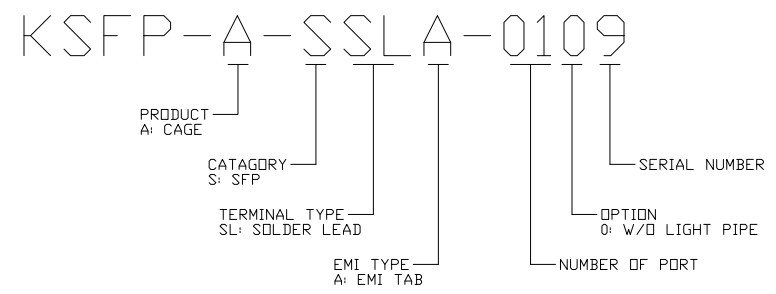 KSFP-A-SSLA-0109
PRODUCT
A: CAGE
CATAGORY
S: SFP
SERIAL NUMBER
TERMINAL TYPE
SL: SOLDER LEAD
OPTION
0: W/O LIGHT PIPE
EMI TYPE
A: EMI TAB
NUMBER OF PORT